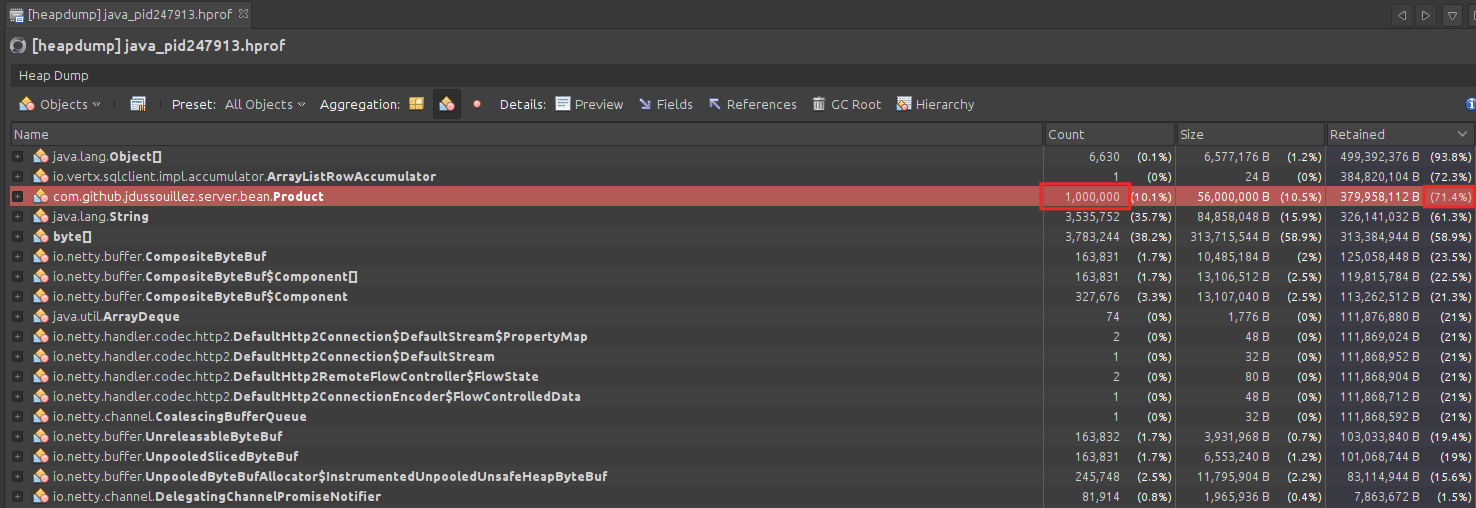 [heapdump] java_pid247913.hprof
[heapdump] java_pid247913.hprof
Heap Dump
Objects Preset: All Objects Aggregation: Details: Preview Fields References GC Root Hierarchy
Name Count Size Retained
java.lang.Object[] 6,630 (0.1%) 6,577,176 B (1.2%) 499,392,376 B (93.8%)
io.vertx.sqlclient.impl.accumulator.ArrayListRowAccumulator 1 (0%) 24 B (0%) 384,820,104 B (72.3%)
com.github.jdussouillez.server.bean.Product 1,000,000 (10.1%) 56,000,000 B (10.5%) 379,958,112 B (71.4%)
java.lang.String 3,535,752 (35.7%) 84,858,048 B (15.9%) 326,141,032 B (61.3%)
byte[] 3,783,244 (38.2%) 313,715,544 B (58.9%) 313,384,944 B (58.9%)
io.netty.buffer.CompositeByteBuf 163,831 (1.7%) 10,485,184 B (2%) 125,058,448 B (23.5%)
io.netty.buffer.CompositeByteBuf$Component[] 163,831 (1.7%) 13,106,512 B (2.5%) 119,815,784 B (22.5%)
io.netty.buffer.CompositeByteBuf$Component 327,676 (3.3%) 13,107,040 B (2.5%) 113,262,512 B (21.3%)
java.util.ArrayDeque 74 (0%) 1,776 B (0%) 111,876,880 B (21%)
io.netty.handler.codec.http2.DefaultHttp2Connection$DefaultStream$PropertyMap 2 (0%) 48 B (0%) 111,869,024 B (21%)
io.netty.handler.codec.http2.DefaultHttp2Connection$DefaultStream 1 (0%) 32 B (0%) 111,868,952 B (21%)
io.netty.handler.codec.http2.DefaultHttp2RemoteFlowController$FlowState 2 (0%) 80 B (0%) 111,868,904 B (21%)
io.netty.handler.codec.http2.DefaultHttp2ConnectionEncoder$FlowControlledData 1 (0%) 48 B (0%) 111,868,712 B (21%)
io.netty.channel.CoalescingBufferQueue 1 (0%) 32 B (0%) 111,868,592 B (21%)
io.netty.buffer.UnreleasableByteBuf 163,832 (1.7%) 3,931,968 B (0.7%) 103,033,840 B (19.4%)
io.netty.buffer.UnpooledSlicedByteBuf 163,831 (1.7%) 6,553,240 B (1.2%) 101,068,744 B (19%)
io.netty.buffer.UnpooledByteBufAllocator$InstrumentedUnpooledUnsafeHeapByteBuf 245,748 (2.5%) 11,795,904 B (2.2%) 83,114,944 B (15.6%)
io.netty.channel.DelegatingChannelPromiseNotifier 81,914 (0.8%) 1,965,936 B (0.4%) 7,863,672 B (1.5%)